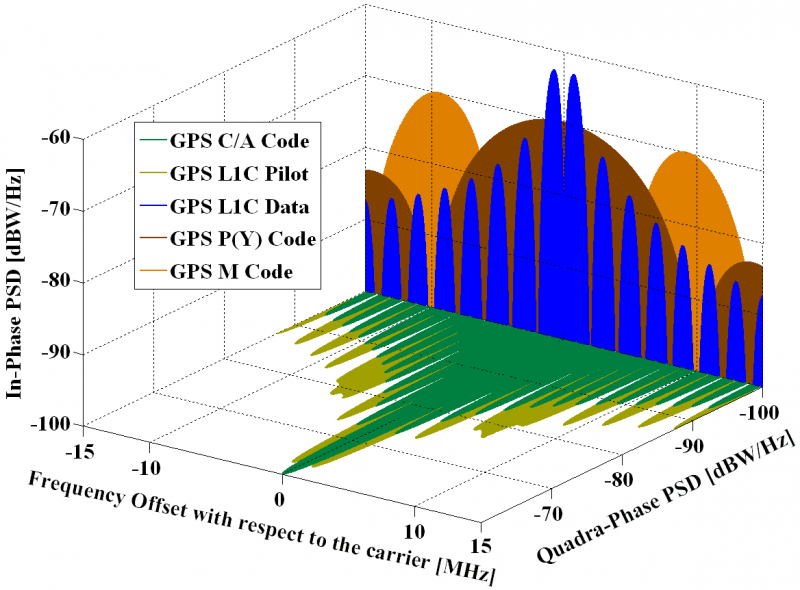 -60
-70
-80
-90
-100
In-Phase PSD [dBW/Hz]
GPS C/A Code
GPS L1C Pilot
GPS L1C Data
GPS P(Y) Code
GPS M Code
-15
-10
0
10
15
Frequency Offset with respect to the carrier [MHz]
-100
-90
-80
-70
Quadra-Phase PSD [dBW/Hz]